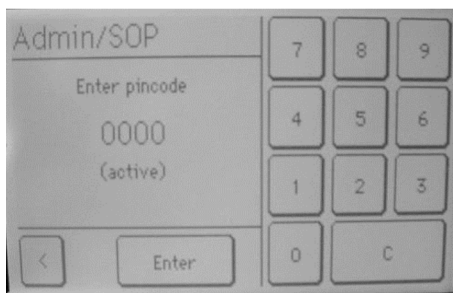 Admin/SOP
Enter pincode
0000
(active)
< Enter
7 8 9
4 5 6
1 2 3
0 C